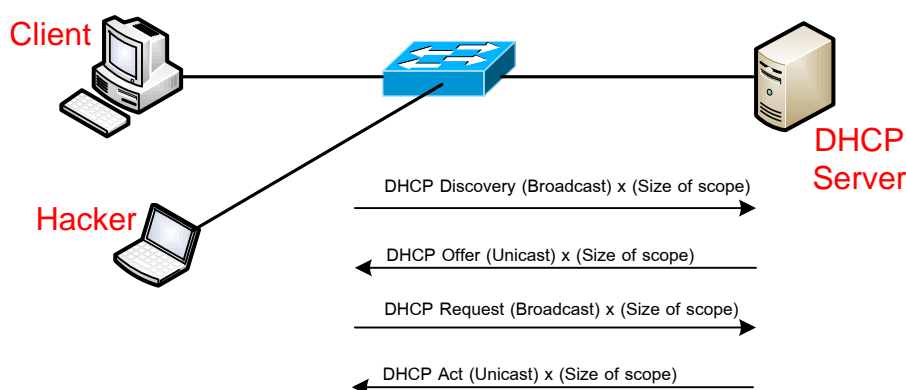 Client
DHCP
Server
DHCP Discovery (Broadcast) x (Size of scope)
Hacker
DHCP Offer (Unicast) x (Size of scope)
DHCP Request (Broadcast) x (Size of scope)
DHCP Act (Unicast) x (Size of scope)